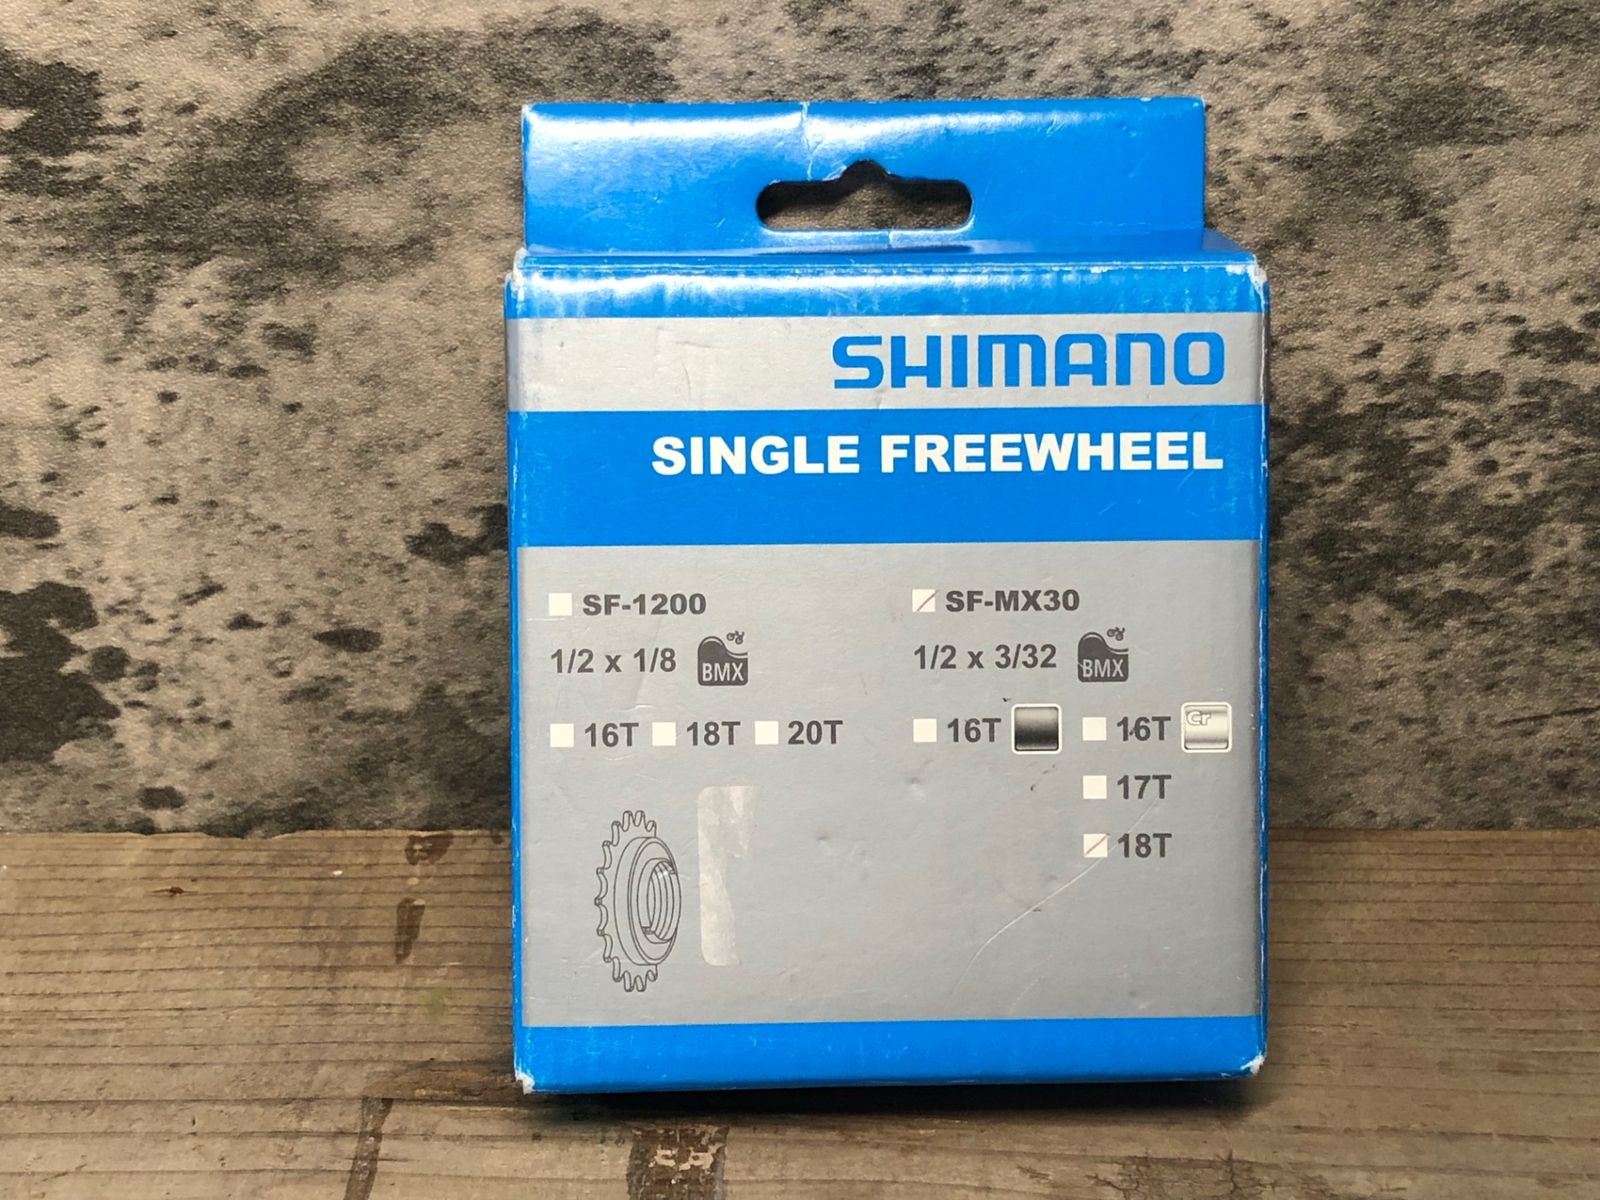 SHIMANO
SINGLE FREEWHEEL
SF-1200
SF-MX30
1/2 x 1/8 BMX
1/2 x 3/32 BMX
16T 18T 20T
16T 16T Cr
17T
18T